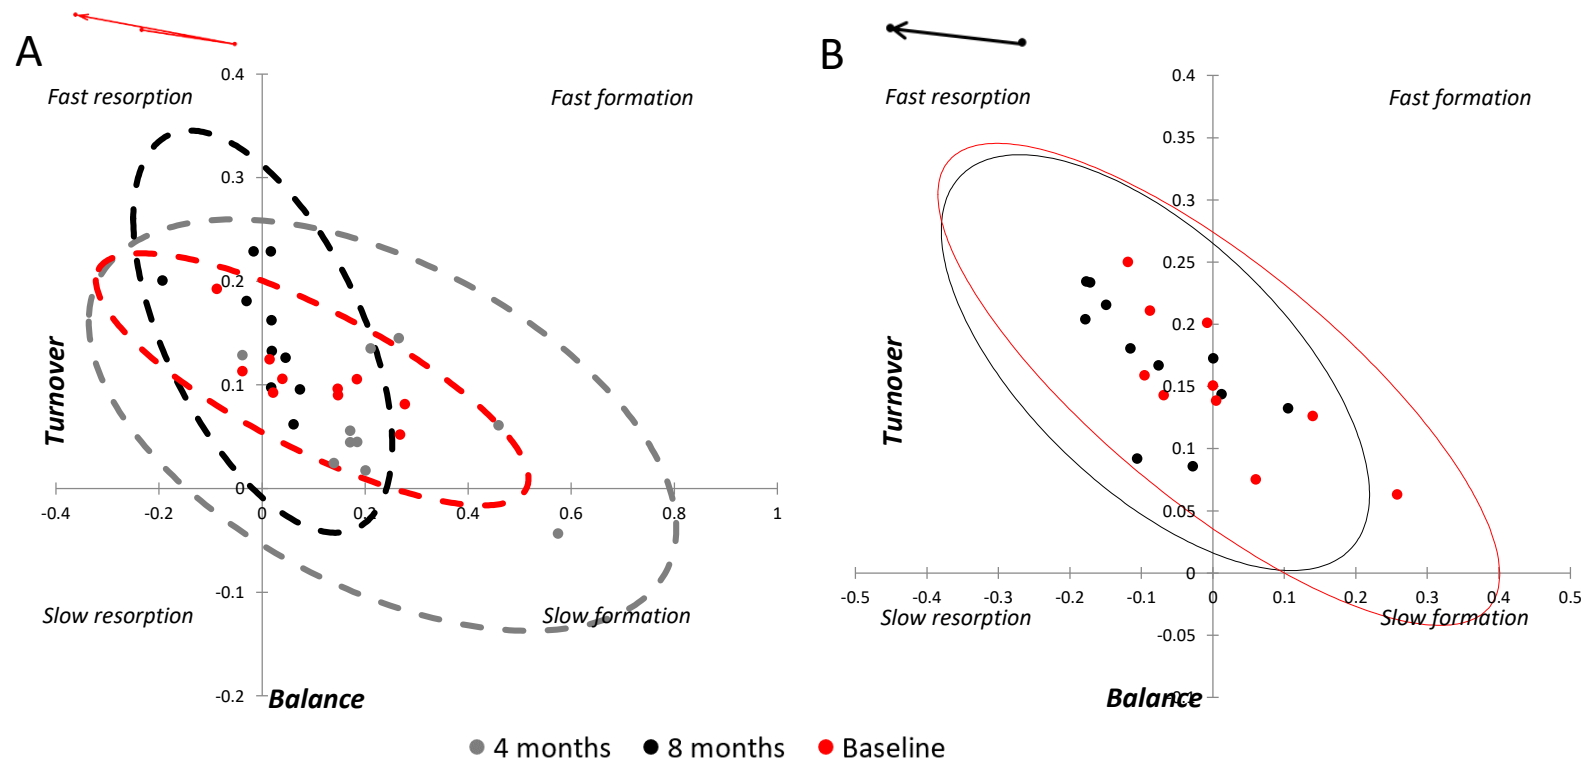 A
B
0.4
Fast resorption
Fast formation
0.3
0.2
0.1
0
-0.1
-0.2
-0.4
-0.2
0
0.2
0.4
0.6
0.8
1
Turnover
Slow resorption
Slow formation
Balance
0.4
Fast resorption
Fast formation
0.35
0.3
0.25
0.2
0.15
0.1
0.05
0
-0.05
-0.1
-0.5
-0.4
-0.3
-0.2
-0.1
0
0.1
0.2
0.3
0.4
0.5
Turnover
Slow resorption
Slow formation
Balance
4 months
8 months
Baseline